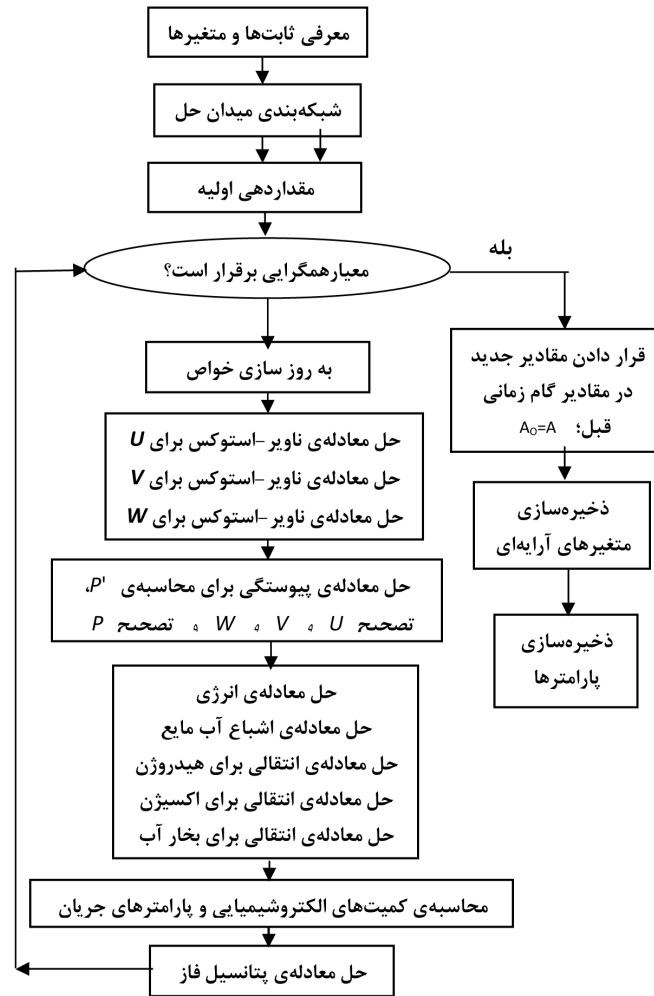 معرفی ثابت‌ها و متغیرها
شبکه‌بندی میدان حل
مقداردهی اولیه
معیارهمگرایی برقرار است؟
بله
قرار دادن مقادیر جدید
در مقادیر گام زمانی
قبل؛ A₀=A
ذخیره‌سازی
متغیرهای آرایه‌ای
ذخیره‌سازی
پارامترها
به روز سازی خواص
حل معادله‌ی ناویر–استوکس برای U
حل معادله‌ی ناویر–استوکس برای V
حل معادله‌ی ناویر–استوکس برای W
حل معادله‌ی پیوستگی برای محاسبه‌ی P'،
تصحیح U و V و W و تصحیح P
حل معادله‌ی انرژی
حل معادله‌ی اشباع آب مایع
حل معادله‌ی انتقالی برای هیدروژن
حل معادله‌ی انتقالی برای اکسیژن
حل معادله‌ی انتقالی برای بخار آب
محاسبه‌ی کمیت‌های الکتروشیمیایی و پارامترهای جریان
حل معادله‌ی پتانسیل فاز